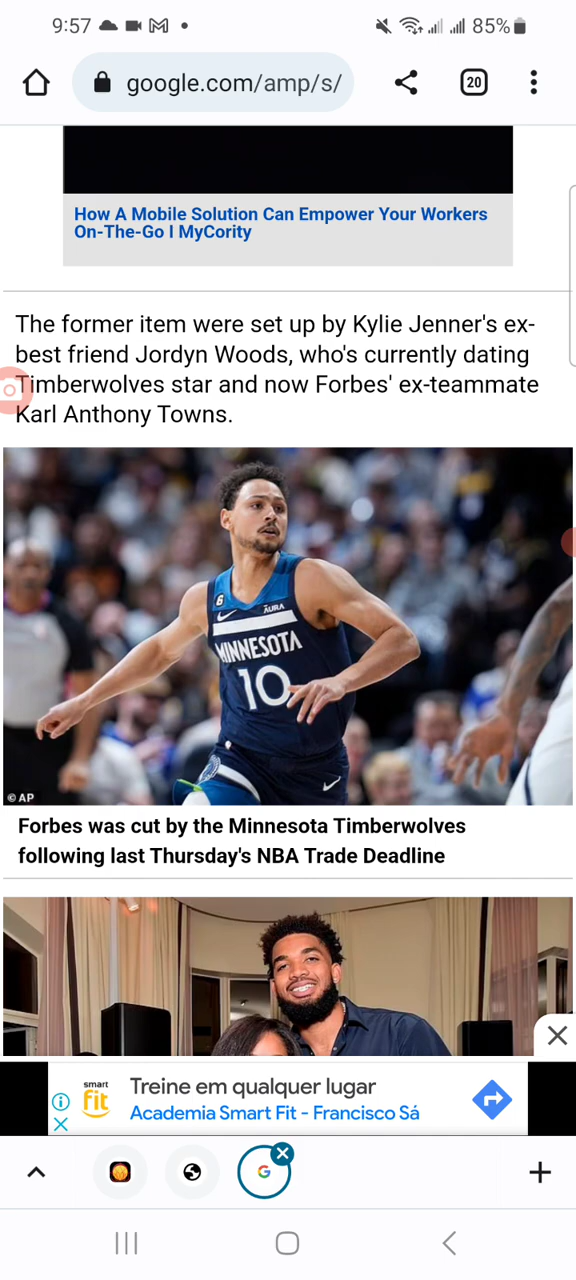 9:57
85%
google.com/amp/s/
20
How A Mobile Solution Can Empower Your Workers
On-The-Go I MyCority
The former item were set up by Kylie Jenner's ex-
best friend Jordyn Woods, who's currently dating
Timberwolves star and now Forbes' ex-teammate
Karl Anthony Towns.
6
AURA
MINNESOTA
10
© AP
Forbes was cut by the Minnesota Timberwolves
following last Thursday's NBA Trade Deadline
smart
fit
Treine em qualquer lugar
Academia Smart Fit - Francisco Sá
G